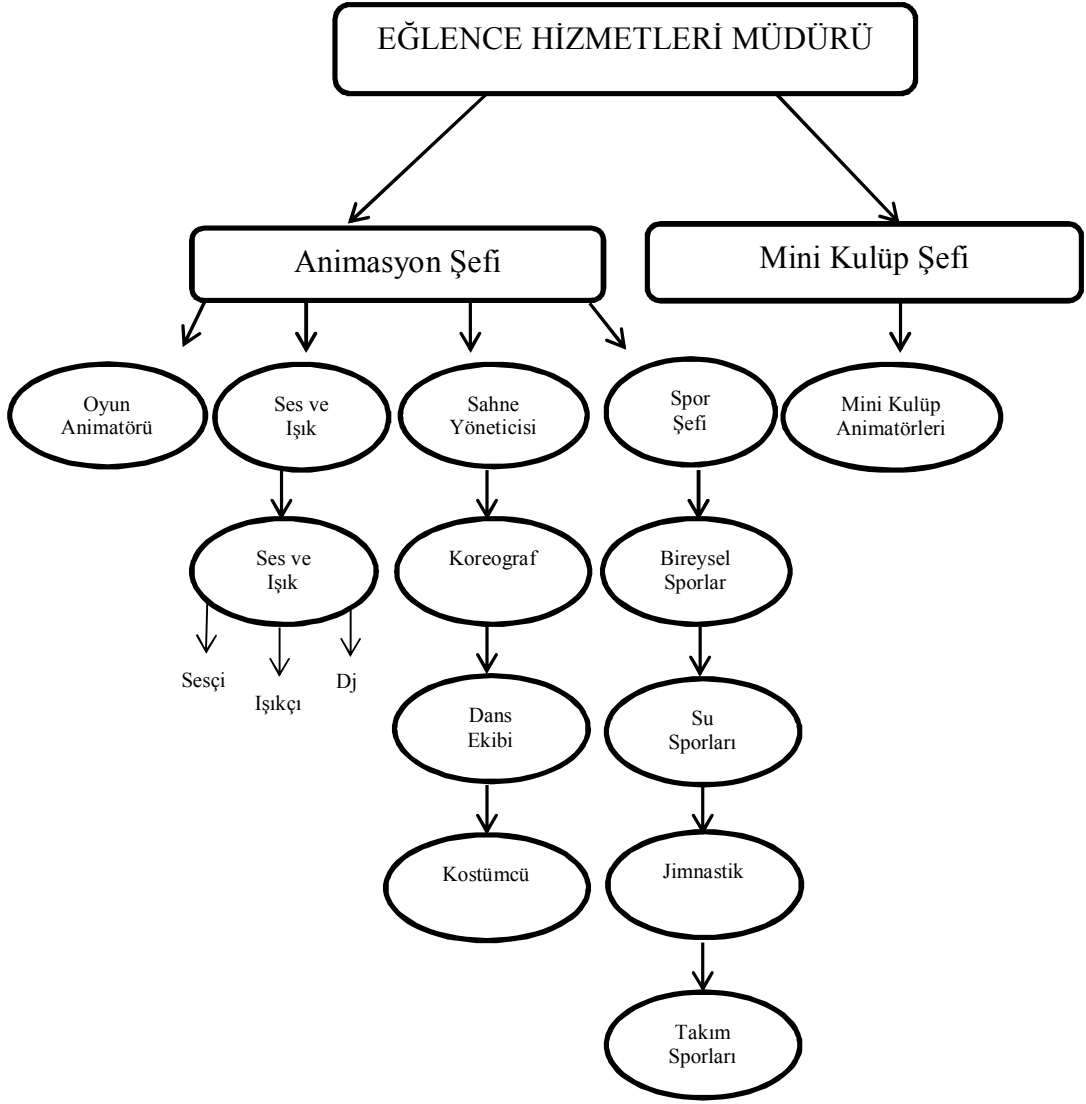 EĞLENCE HİZMETLERİ MÜDÜRÜ
Animasyon Şefi
Mini Kulüp Şefi
Oyun
Animatörü
Ses ve
Işık
Sahne
Yöneticisi
Spor
Şefi
Mini Kulüp
Animatörleri
Ses ve
Işık
Koreograf
Bireysel
Sporlar
Sesçi
Işıkçı
Dj
Dans
Ekibi
Su
Sporları
Kostümcü
Jimnastik
Takım
Sporları